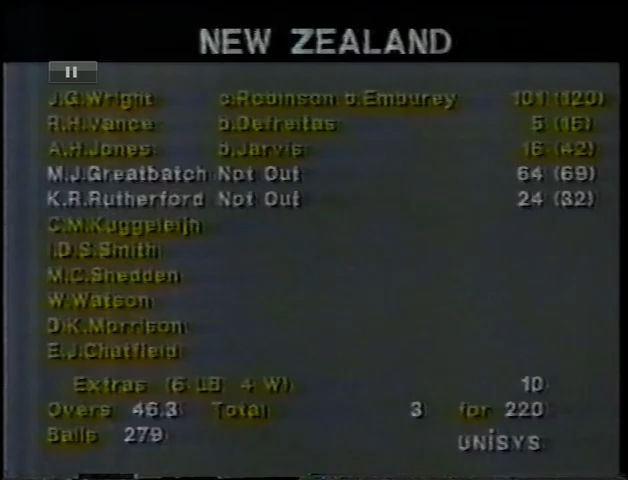 NEW ZEALAND
J.G.Wright c.Robinson b.Emburey 101 (120)
R.H.Vance b.Defreitas 5 (15)
A.H.Jones b.Jarvis 16 (42)
M.J.Greatbatch Not Out 64 (69)
K.R.Rutherford Not Out 24 (32)
C.M.Kuggeleijn
I.D.S.Smith
M.C.Snedden
W.Watson
D.K.Morrison
E.J.Chatfield
Extras (6 LB 4 W) 10
Overs 46.3 Total 3 for 220
Balls 279
UNiSYS